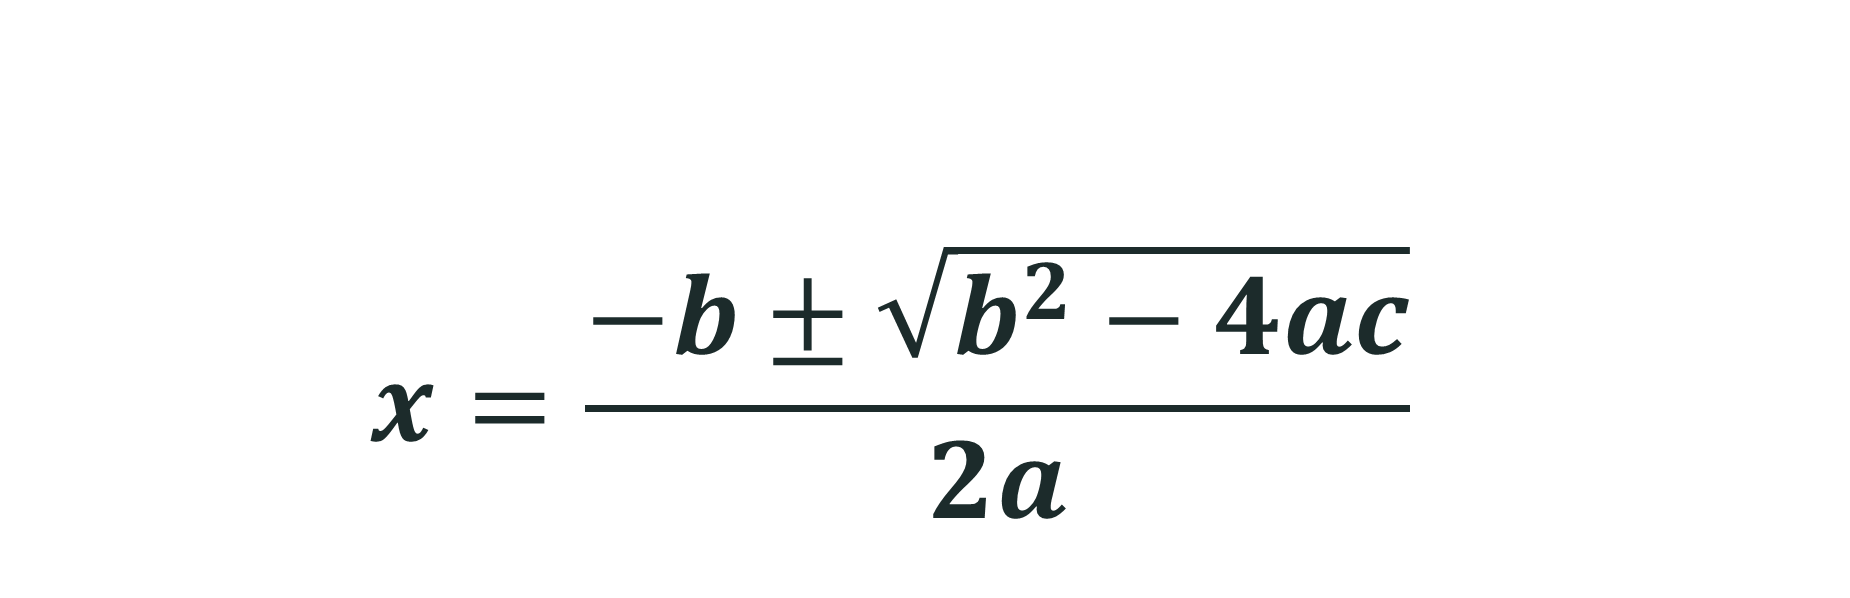 x = (−b ± √(b² − 4ac)) / 2a